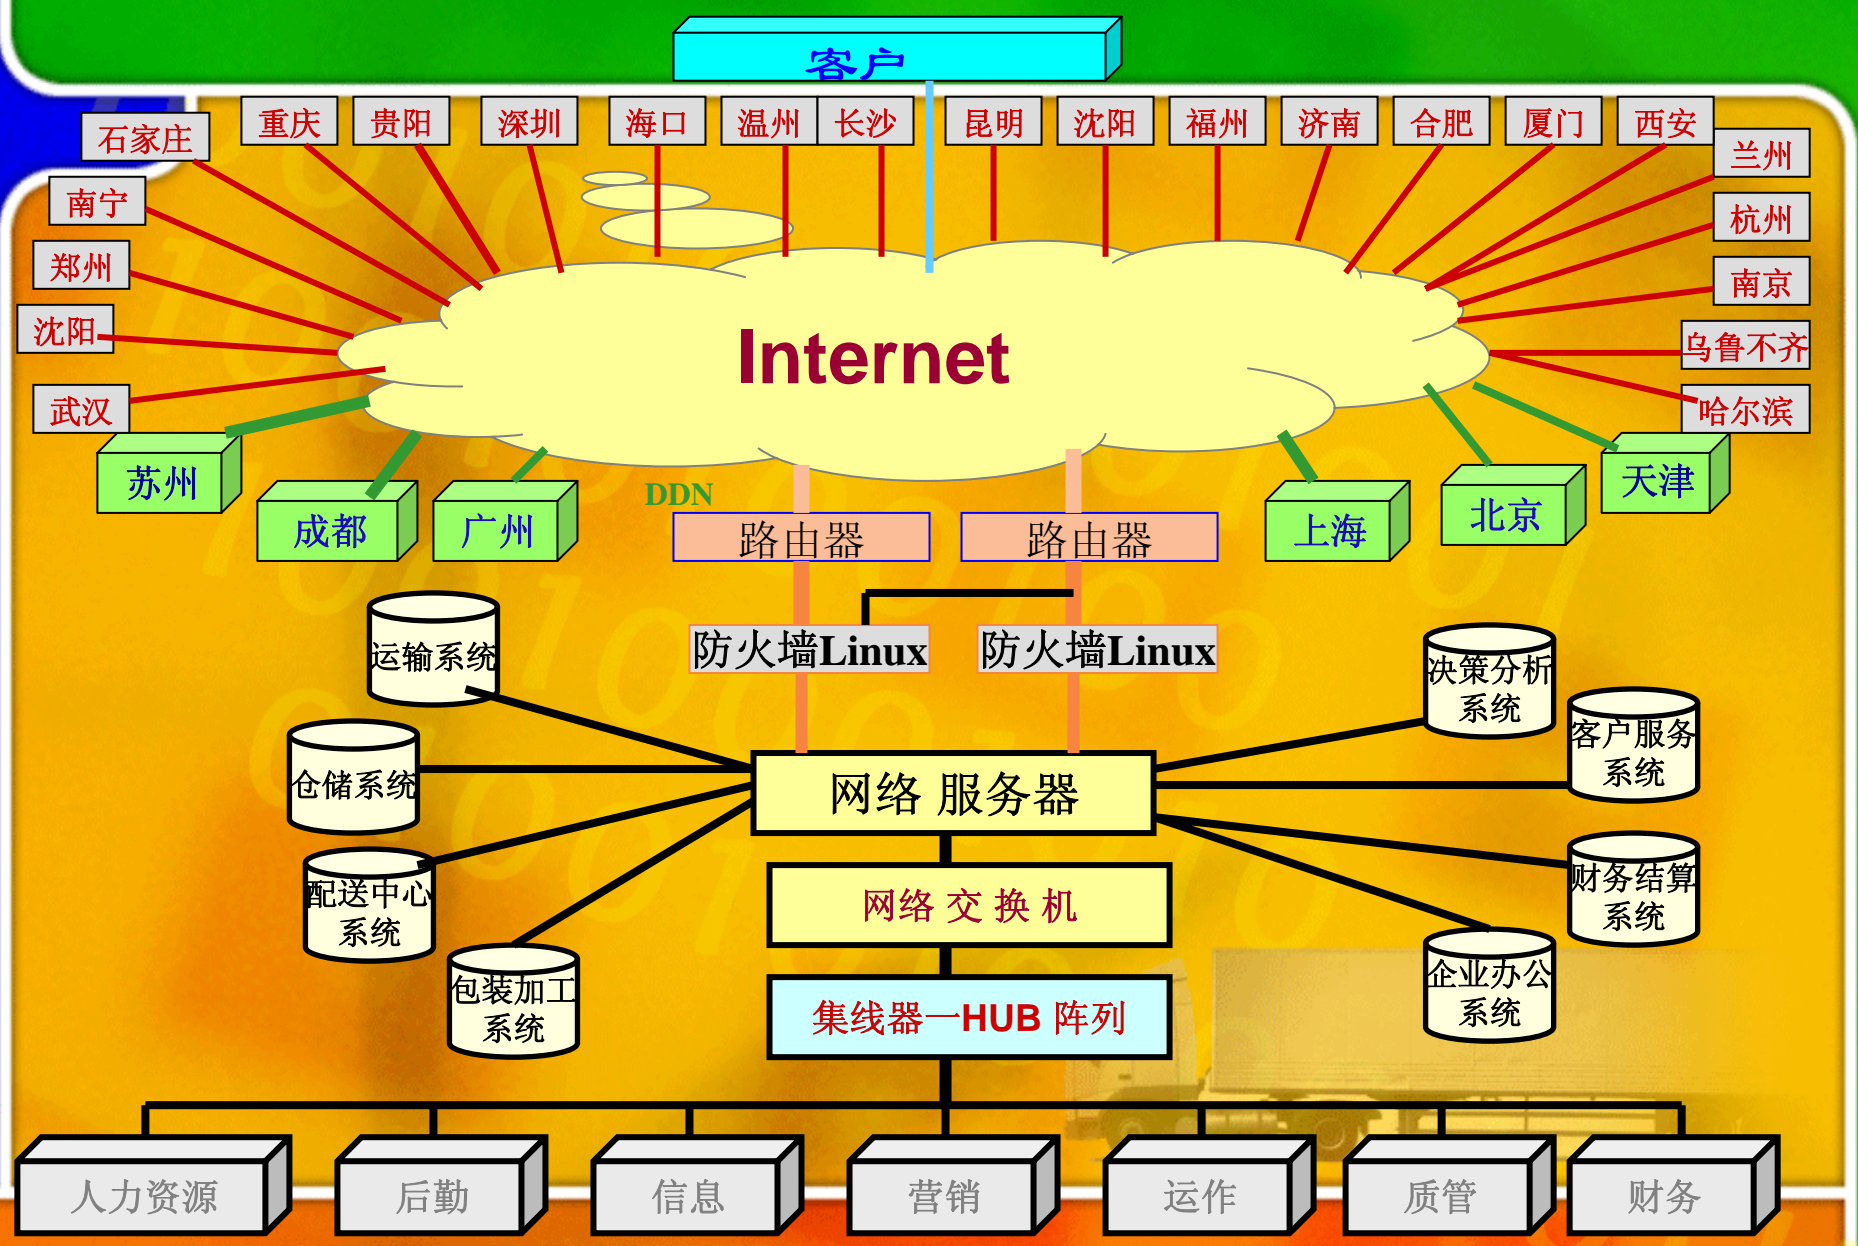 客户
石家庄
重庆
贵阳
深圳
海口
温州
长沙
昆明
沈阳
福州
济南
合肥
厦门
西安
兰州
南宁
杭州
郑州
南京
沈阳
乌鲁不齐
武汉
哈尔滨
Internet
苏州
成都
广州
DDN
上海
北京
天津
路由器
路由器
防火墙Linux
防火墙Linux
运输系统
仓储系统
配送中心
系统
包装加工
系统
决策分析
系统
客户服务
系统
财务结算
系统
企业办公
系统
网络 服务器
网络 交 换 机
集线器一HUB 阵列
人力资源
后勤
信息
营销
运作
质管
财务